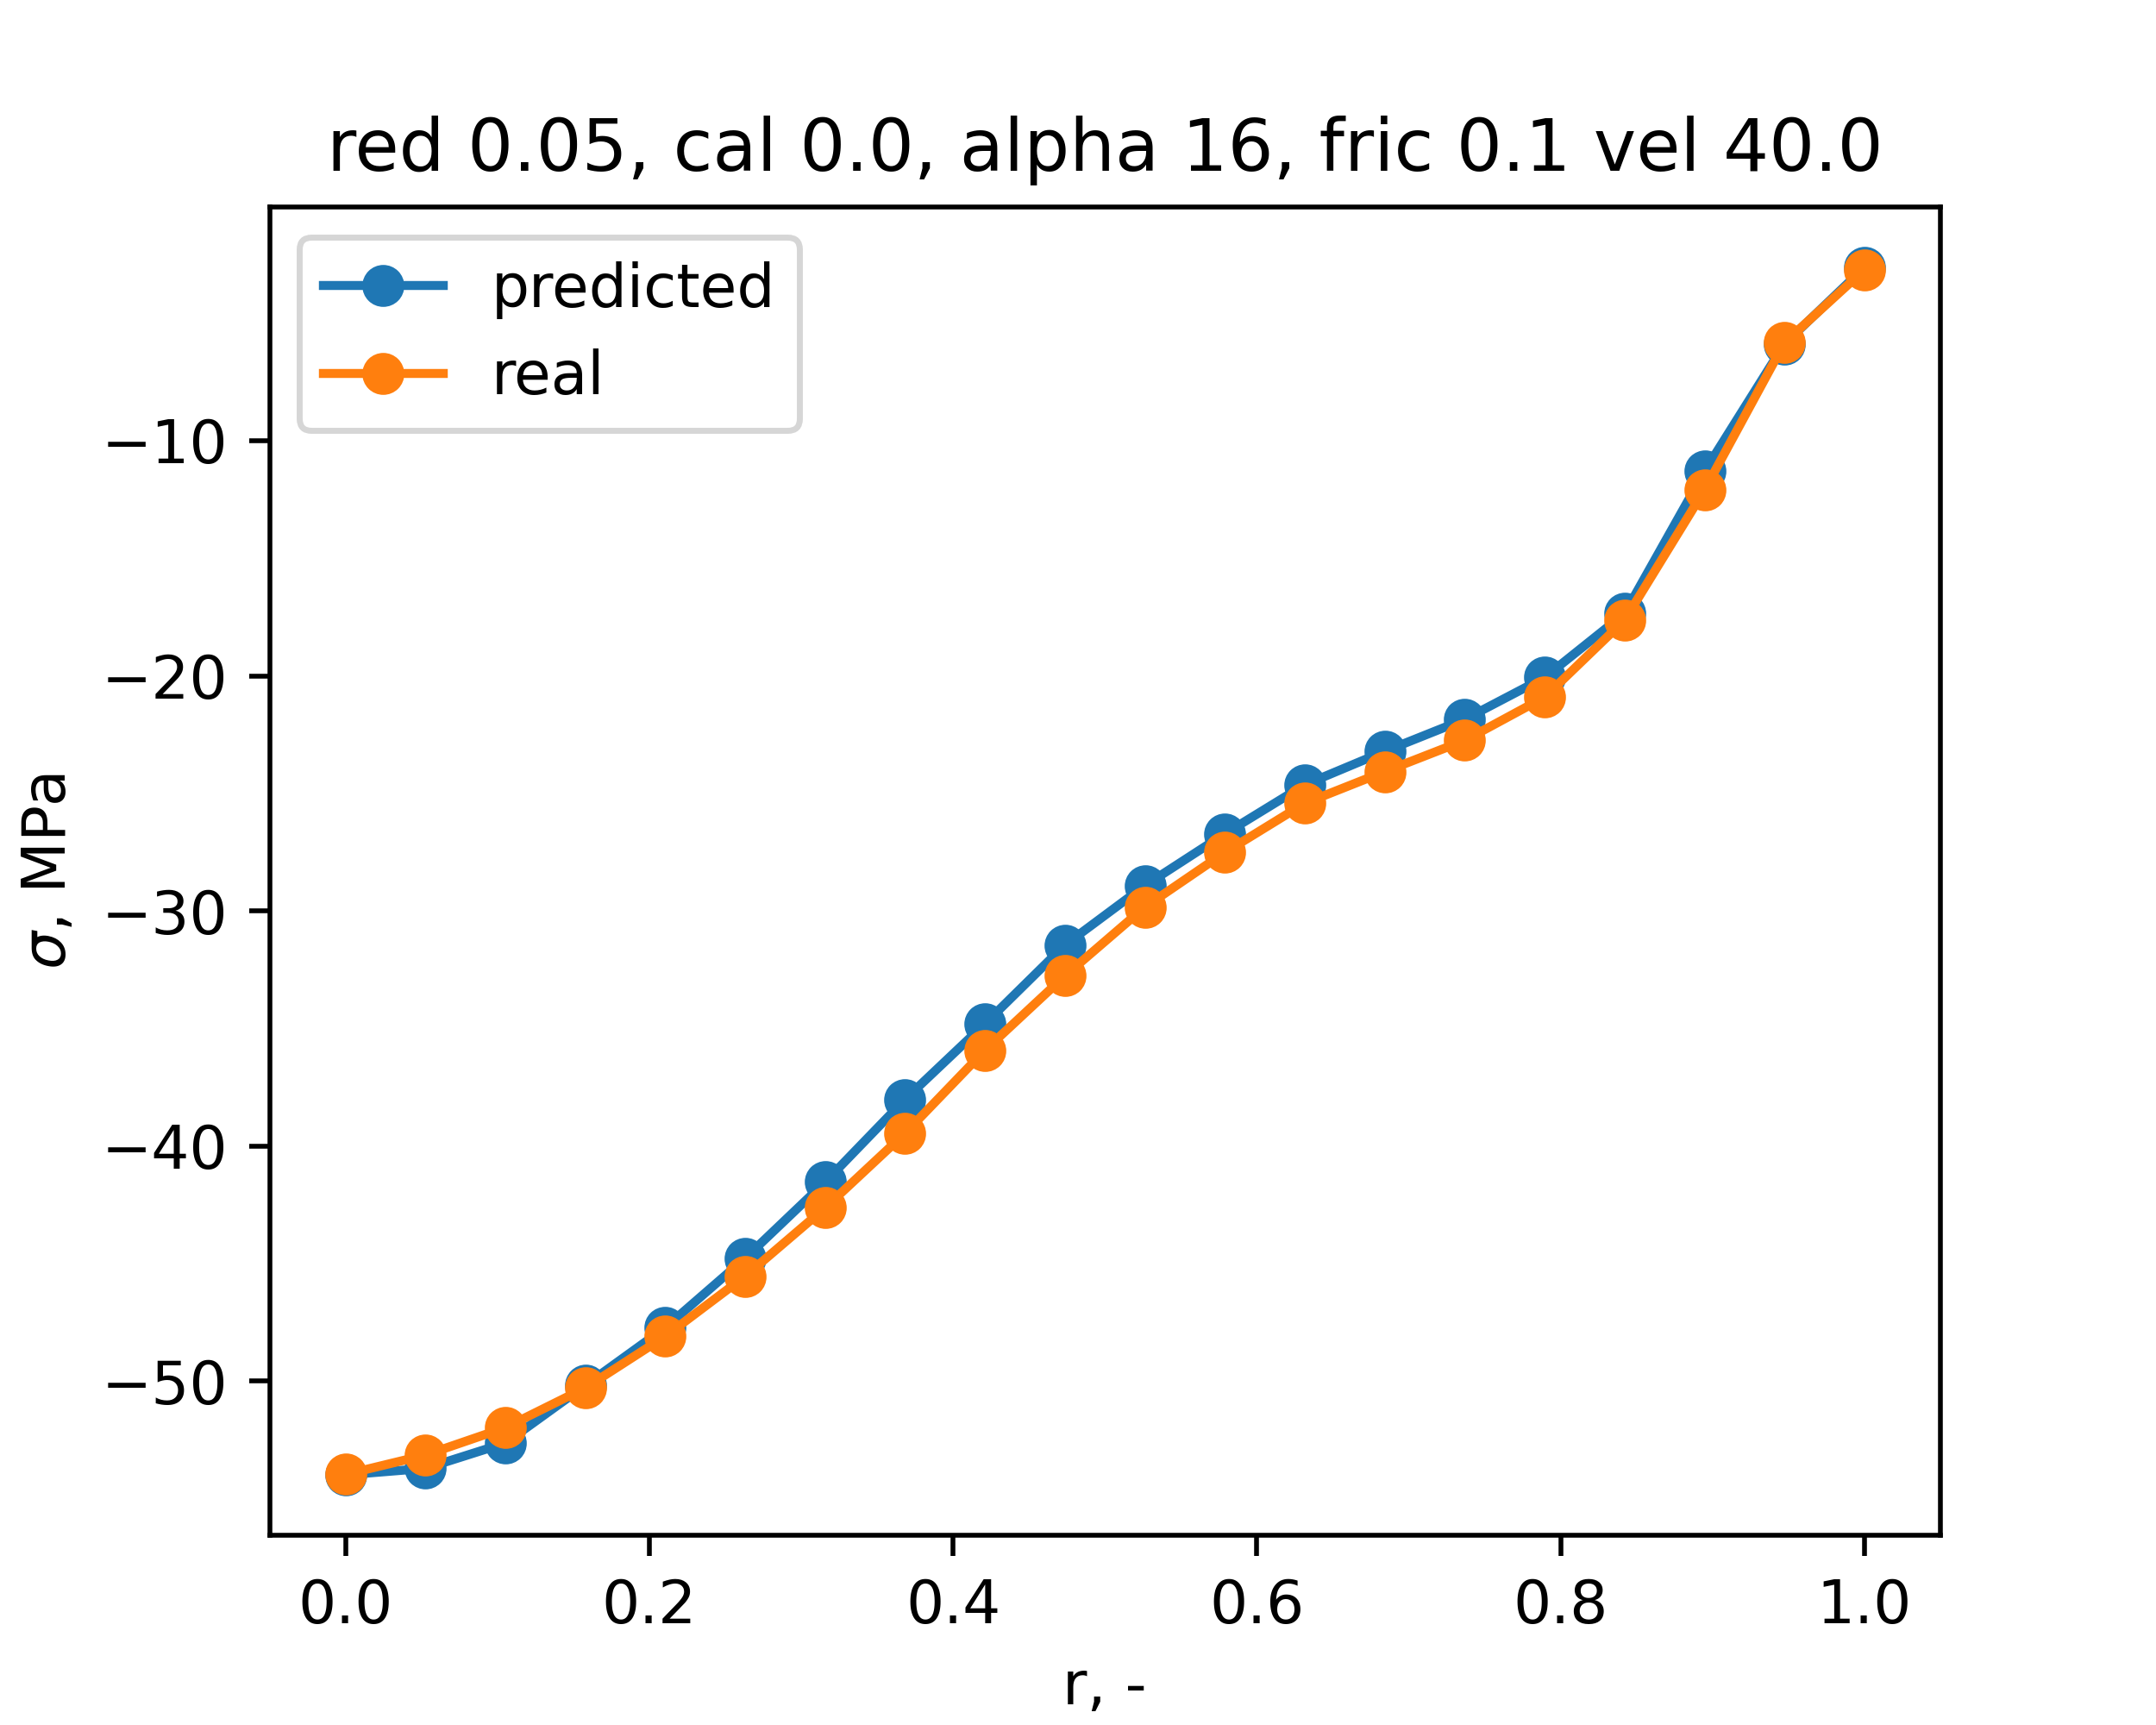 red 0.05, cal 0.0, alpha 16, fric 0.1 vel 40.0
predicted
real
−10
−20
−30
−40
−50
σ, MPa
0.0 0.2 0.4 0.6 0.8 1.0
r, -